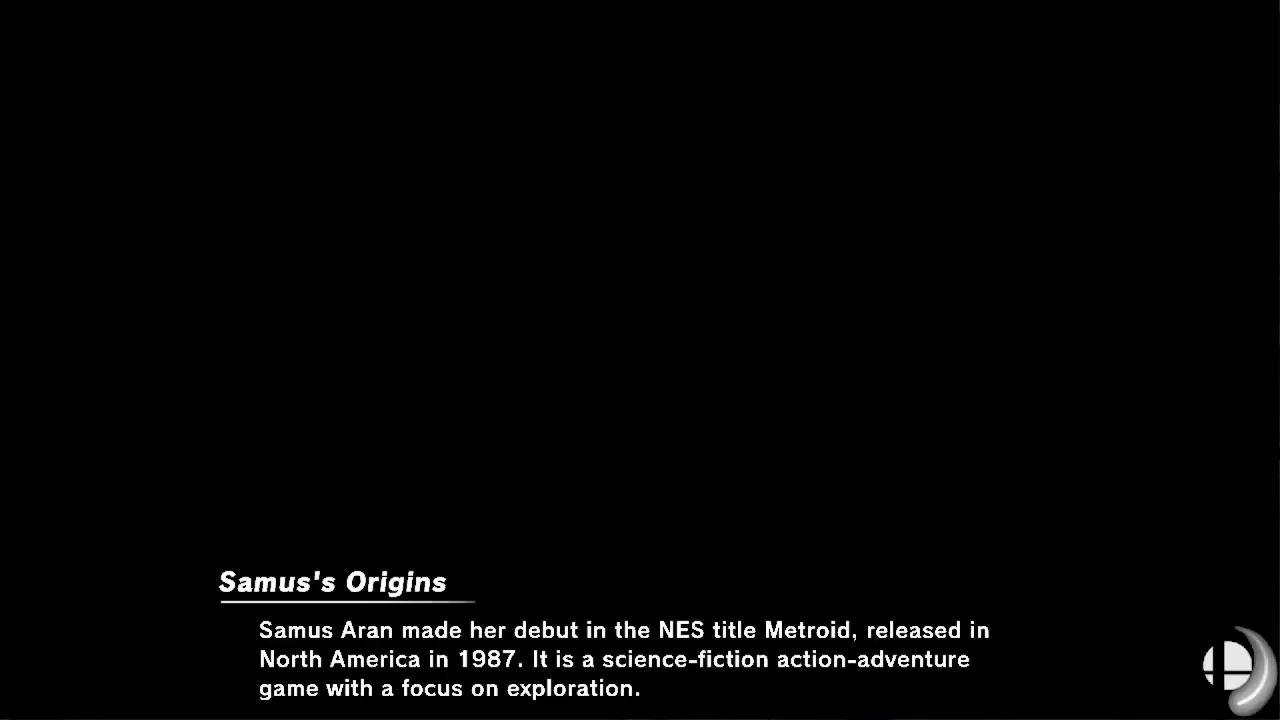 Samus's Origins
Samus Aran made her debut in the NES title Metroid, released in
North America in 1987. It is a science-fiction action-adventure
game with a focus on exploration.